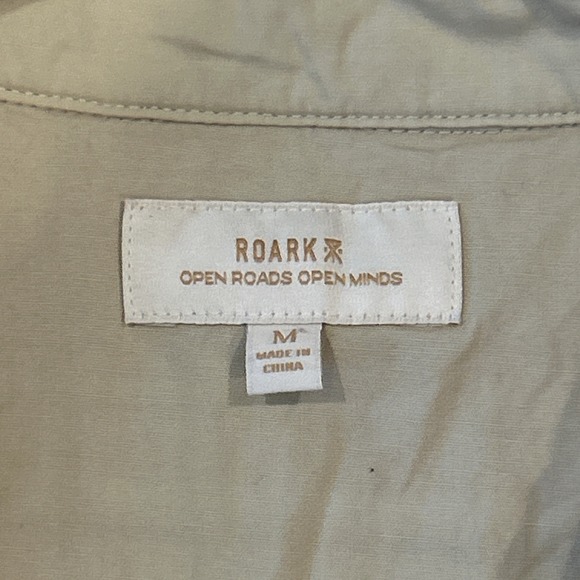 ROARK
OPEN ROADS OPEN MINDS
M
MADE IN
CHINA